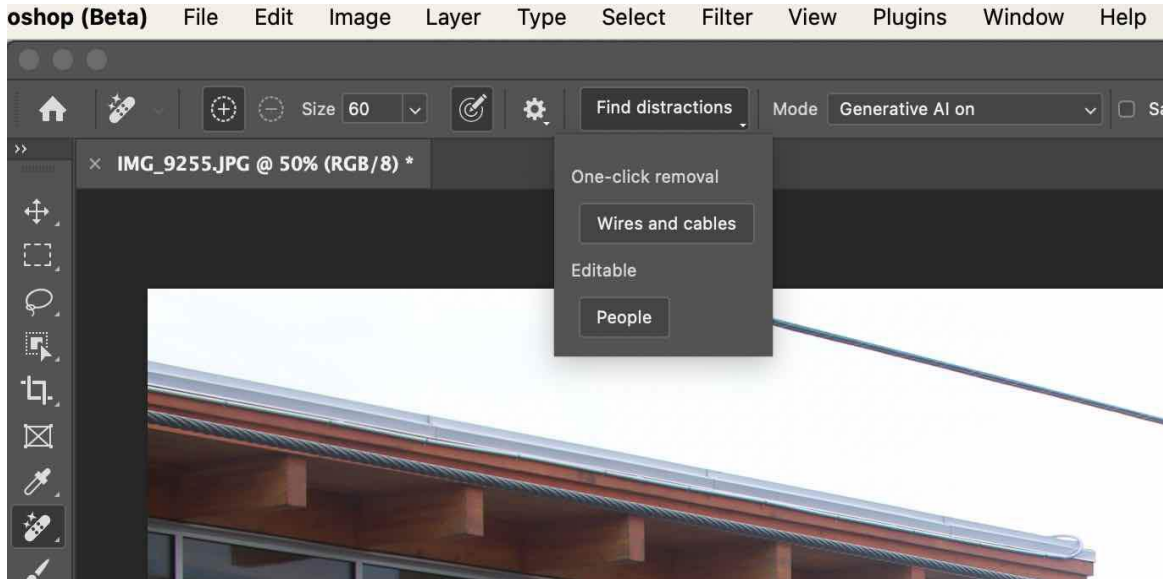 oshop (Beta) File Edit Image Layer Type Select Filter View Plugins Window Help
Size 60 Find distractions Mode Generative AI on Sa
IMG_9255.JPG @ 50% (RGB/8) *
One-click removal
Wires and cables
Editable
People